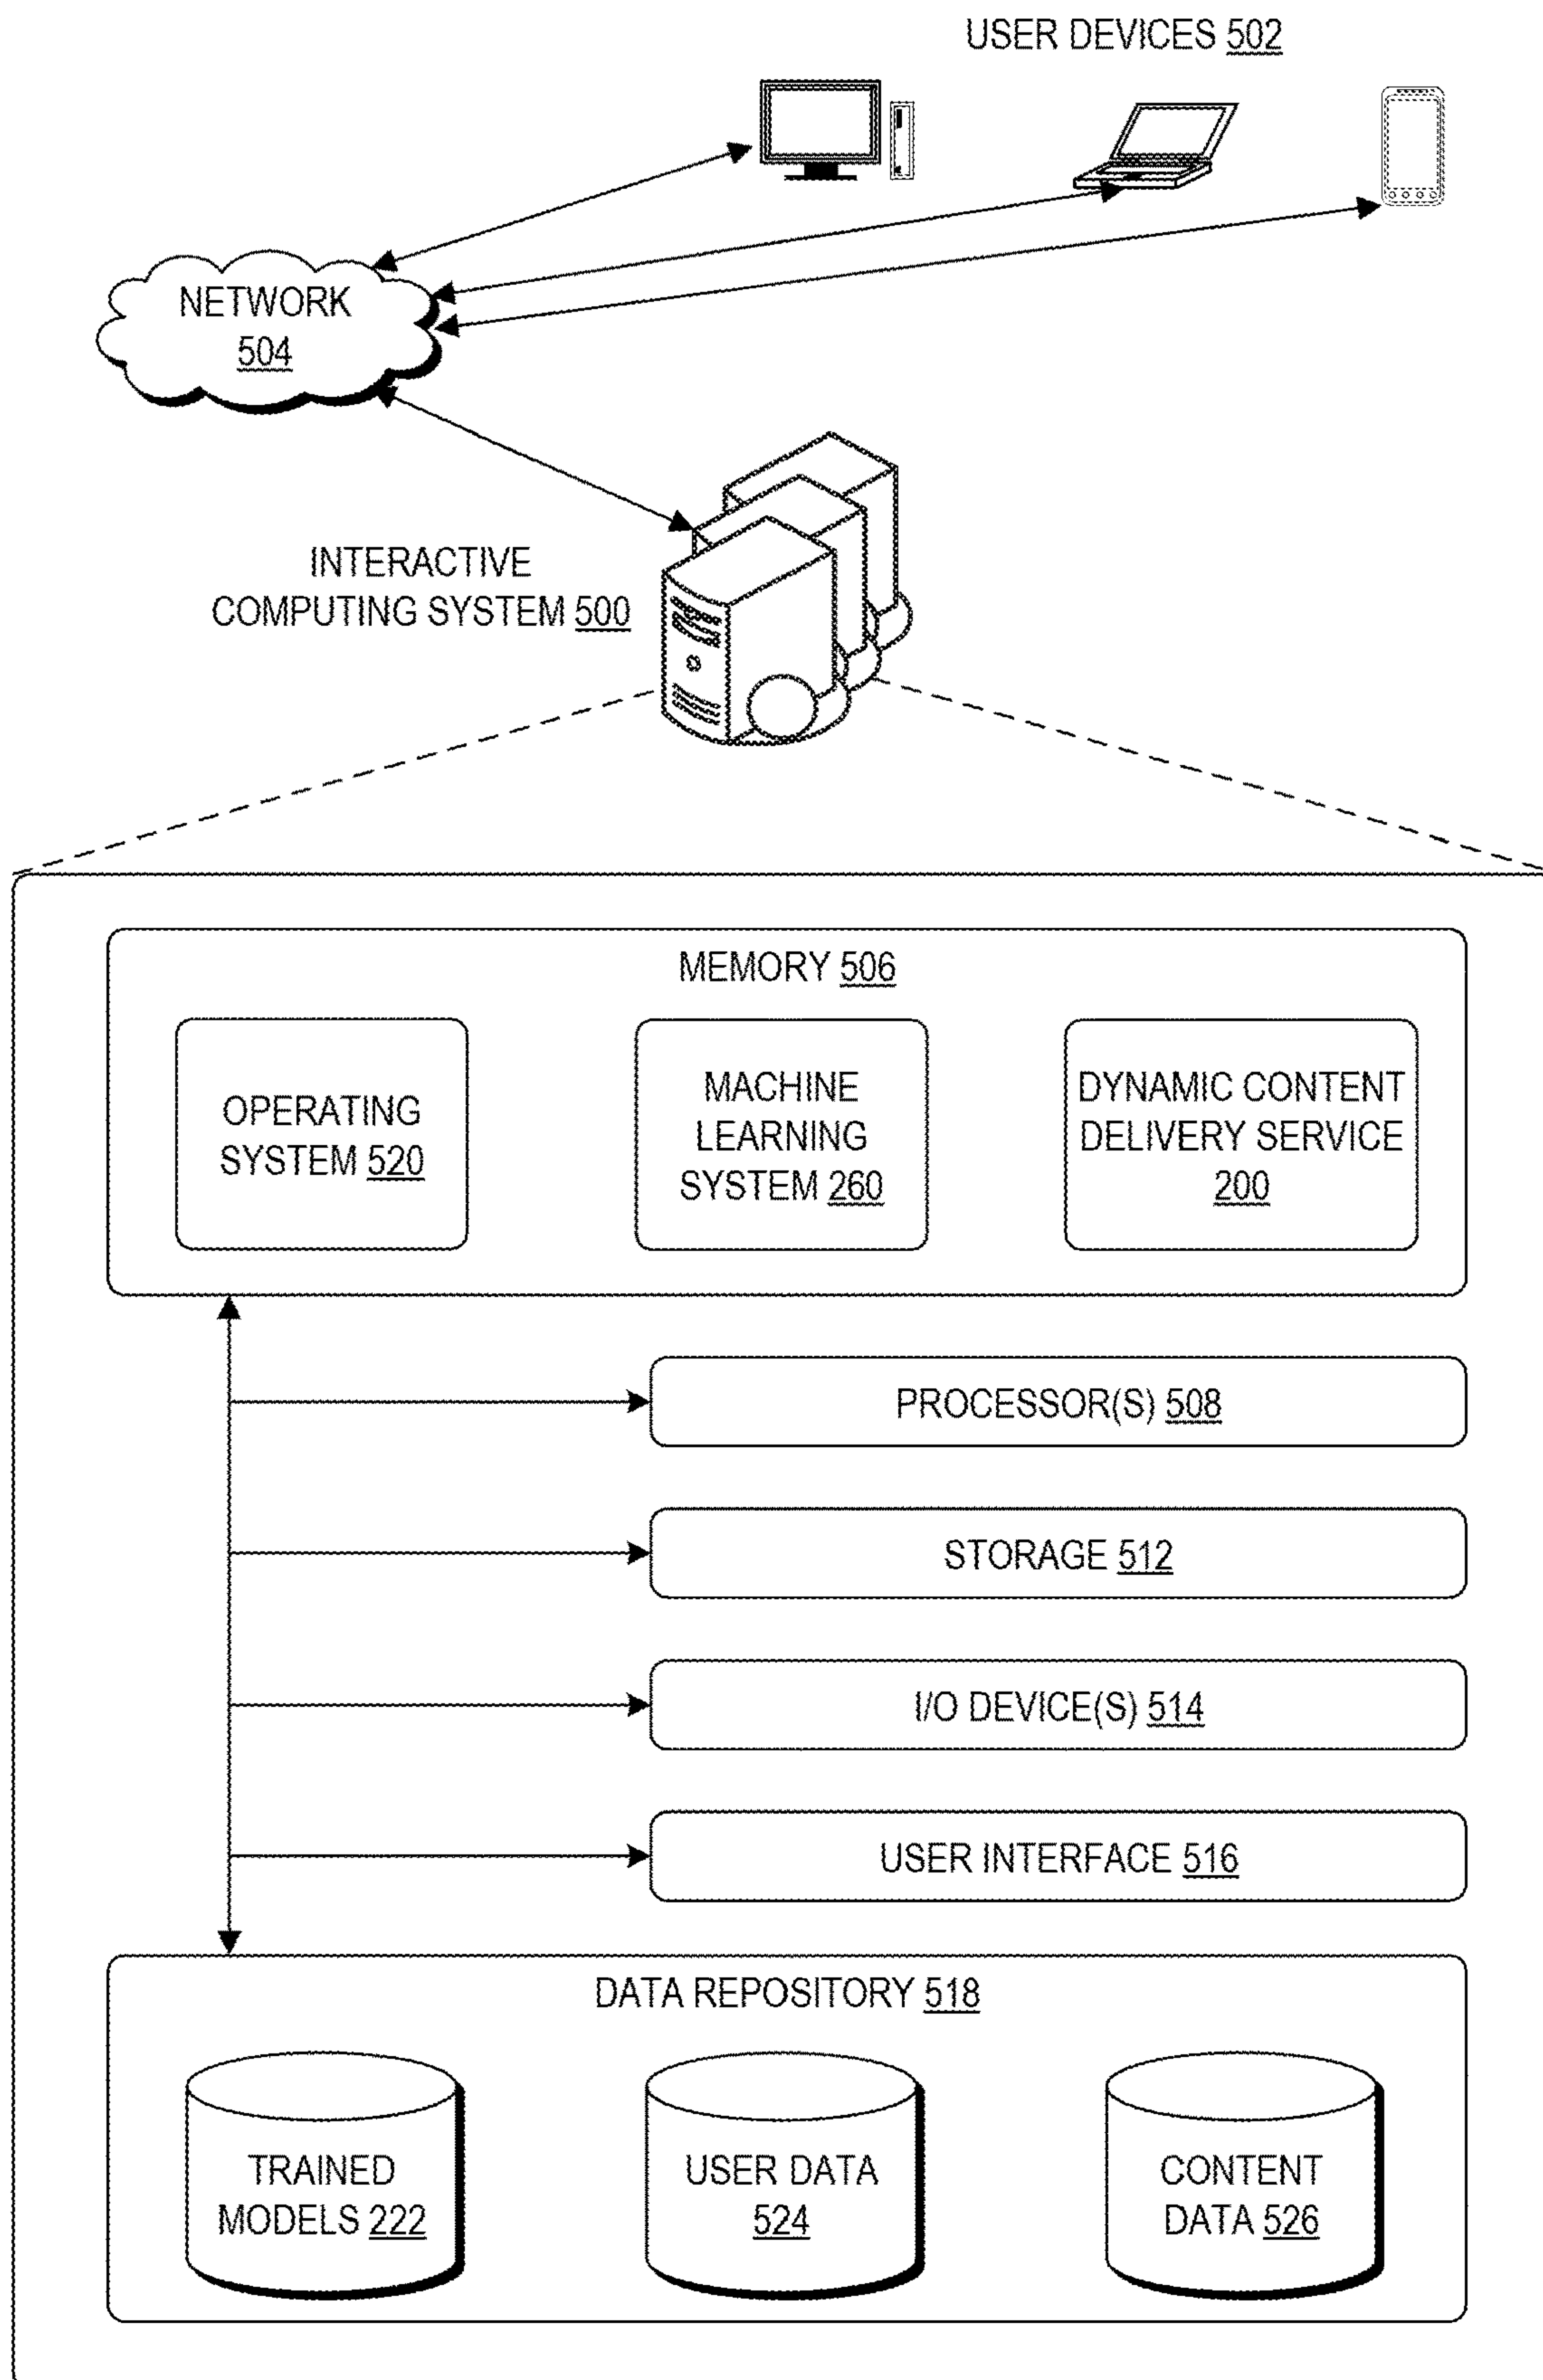 USER DEVICES 502
NETWORK
504
INTERACTIVE
COMPUTING SYSTEM 500
MEMORY 506
OPERATING
SYSTEM 520
MACHINE
LEARNING
SYSTEM 260
DYNAMIC CONTENT
DELIVERY SERVICE
200
PROCESSOR(S) 508
STORAGE 512
I/O DEVICE(S) 514
USER INTERFACE 516
DATA REPOSITORY 518
TRAINED
MODELS 222
USER DATA
524
CONTENT
DATA 526